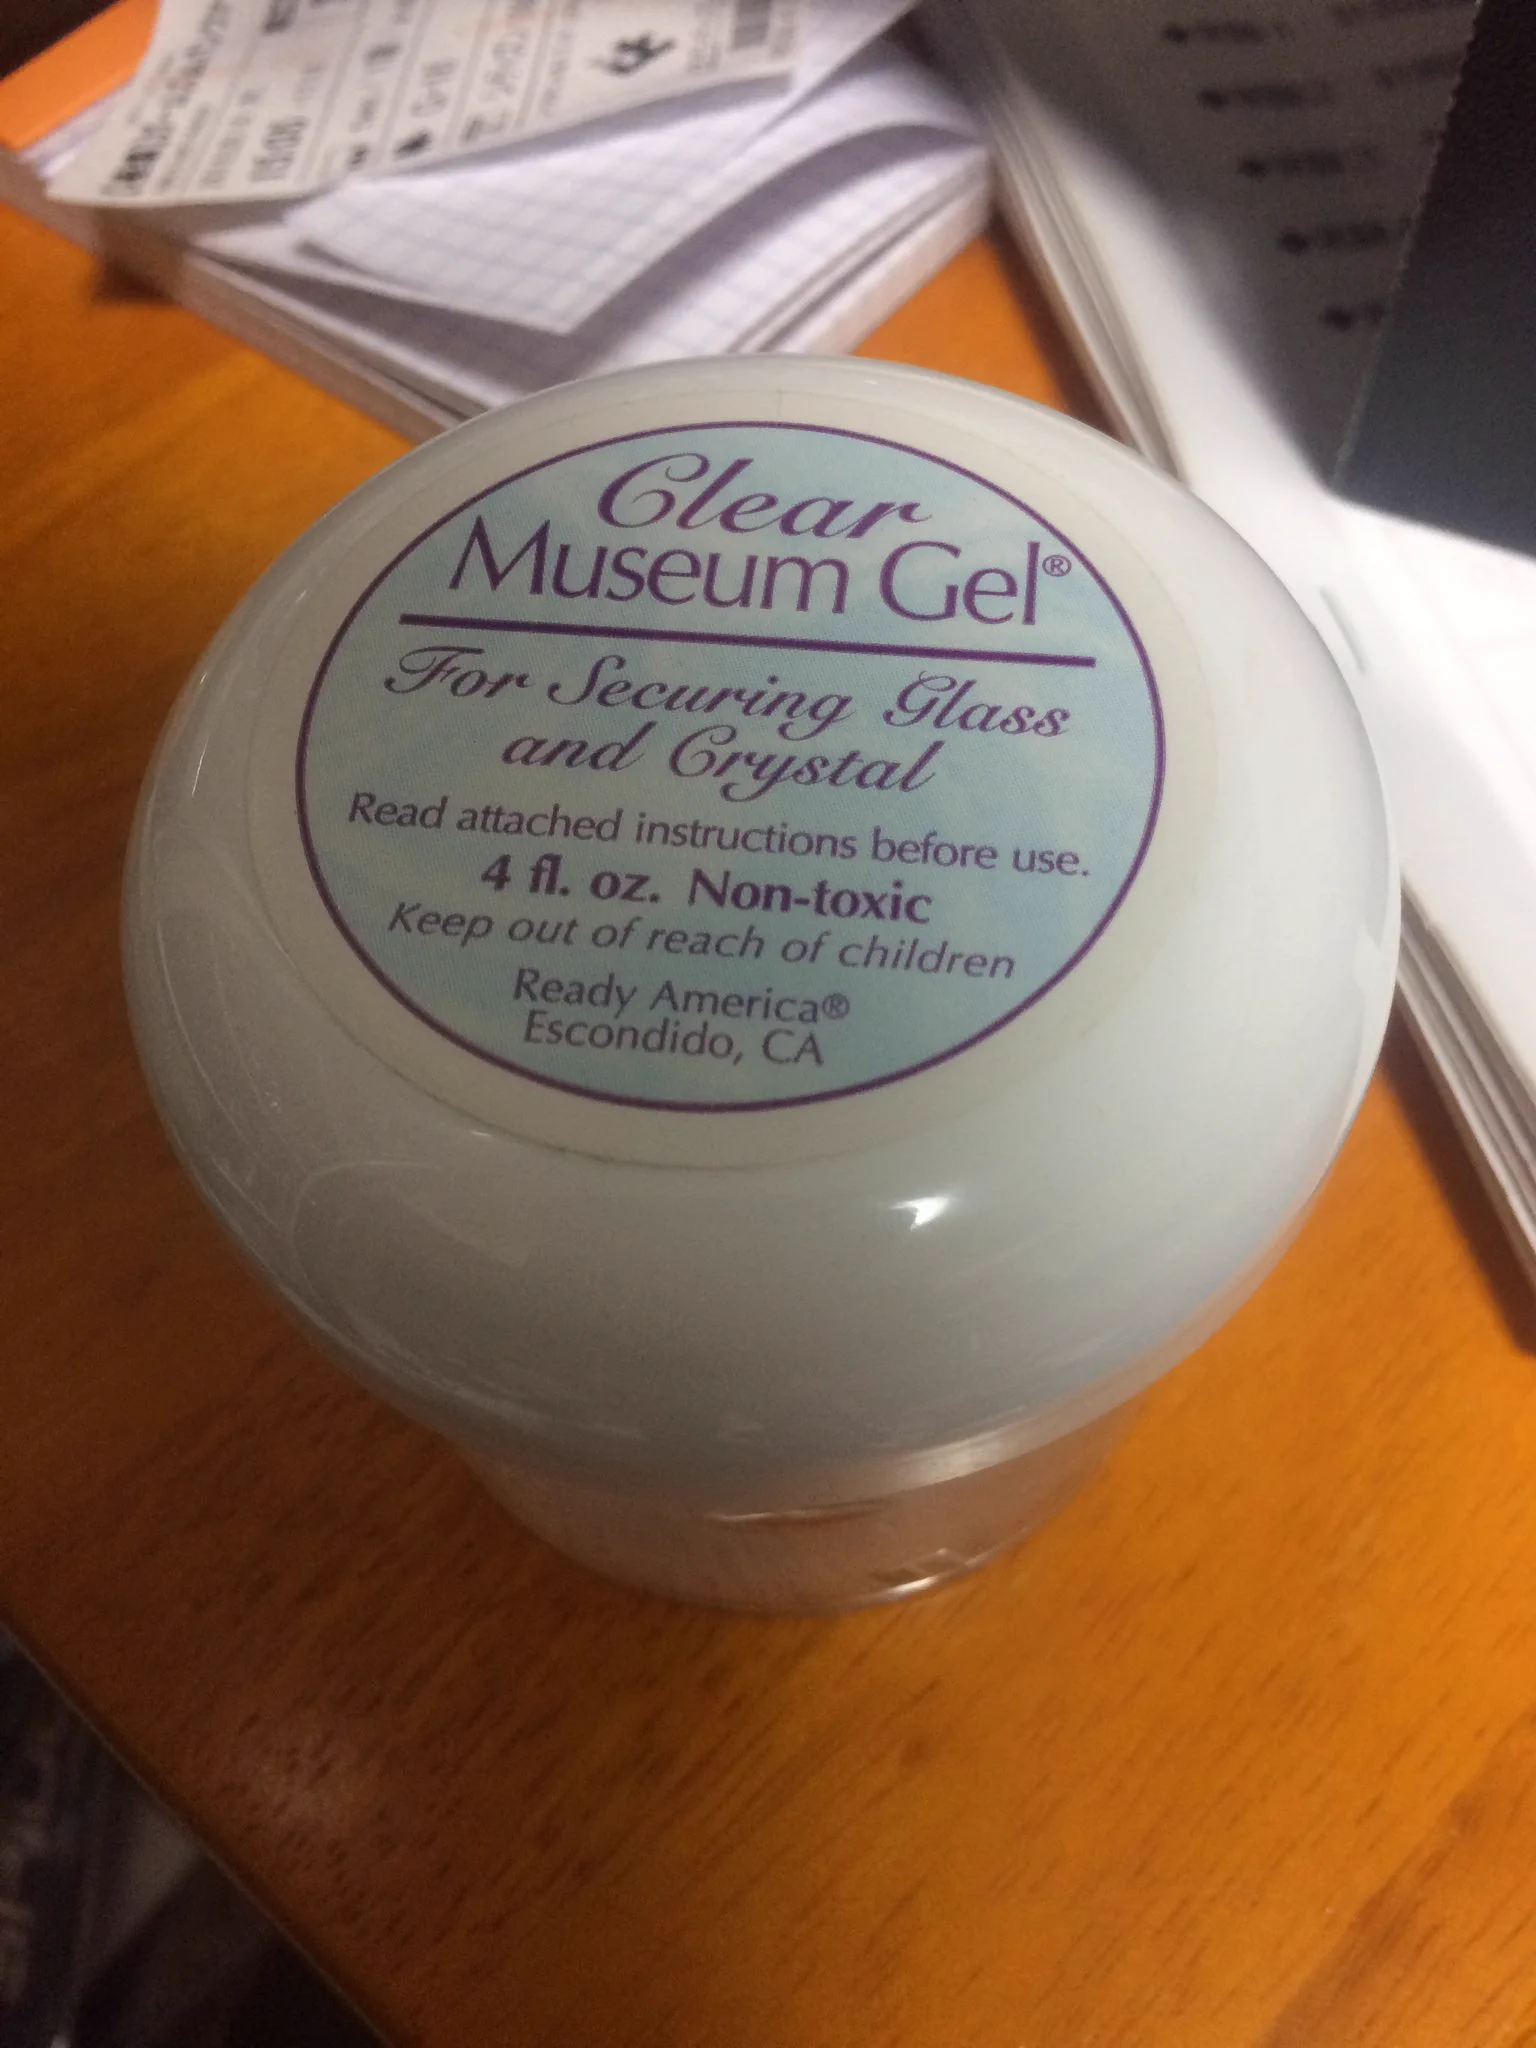 Clear
Museum Gel®
For Securing Glass
and Crystal
Read attached instructions before use.
4 fl. oz. Non-toxic
Keep out of reach of children
Ready America®
Escondido, CA